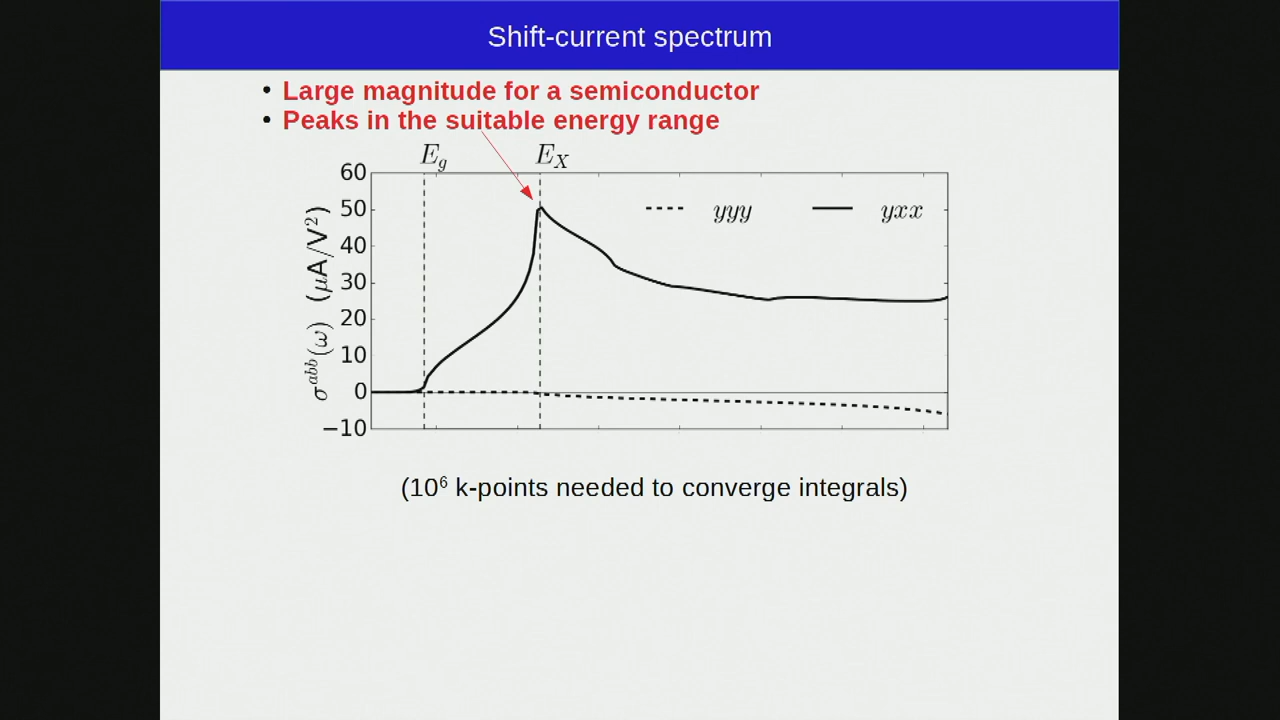 Shift-current spectrum
• Large magnitude for a semiconductor
• Peaks in the suitable energy range
E_g E_X
60
50
40
30
20
10
0
−10
σ^{abb}(ω) (μA/V²)
yyy yxx
(10⁶ k-points needed to converge integrals)